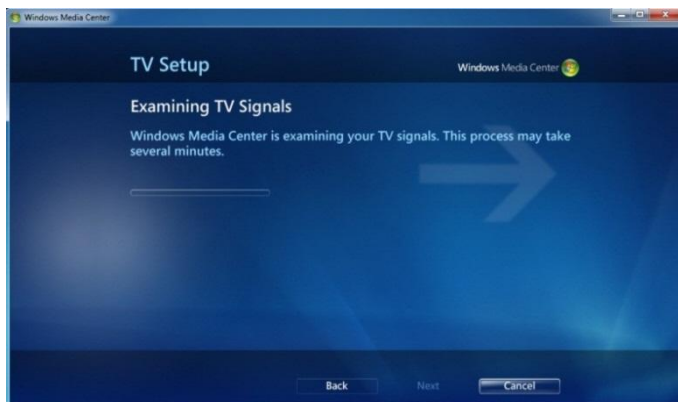 Windows Media Center
TV Setup
Windows Media Center
Examining TV Signals
Windows Media Center is examining your TV signals. This process may take
several minutes.
Back
Next
Cancel